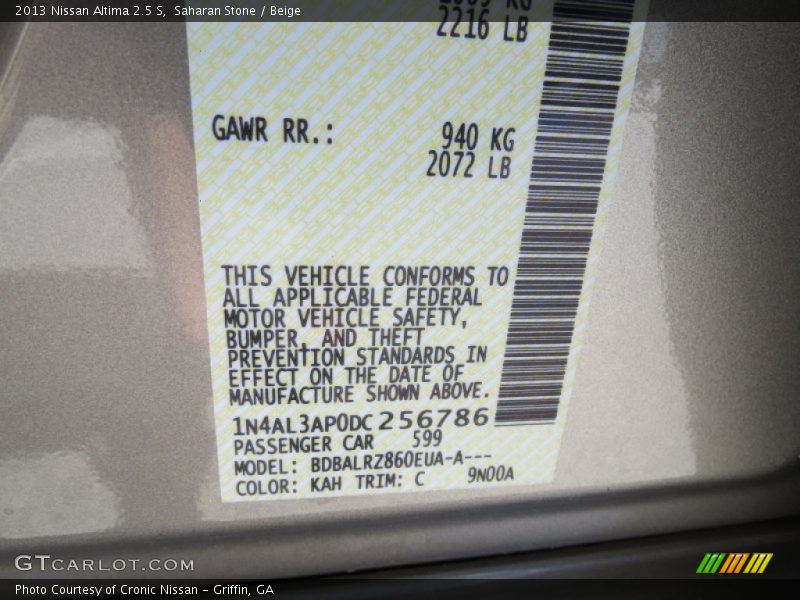 2013 Nissan Altima 2.5 S, Saharan Stone / Beige
2216 LB
GAWR RR.: 940 KG
2072 LB
THIS VEHICLE CONFORMS TO
ALL APPLICABLE FEDERAL
MOTOR VEHICLE SAFETY,
BUMPER, AND THEFT
PREVENTION STANDARDS IN
EFFECT ON THE DATE OF
MANUFACTURE SHOWN ABOVE.
1N4AL3AP0DC256786
PASSENGER CAR 599
MODEL: BDBALRZ860EUA-A---
COLOR: KAH TRIM: C 9N00A
GTCARLOT.COM
Photo Courtesy of Cronic Nissan - Griffin, GA